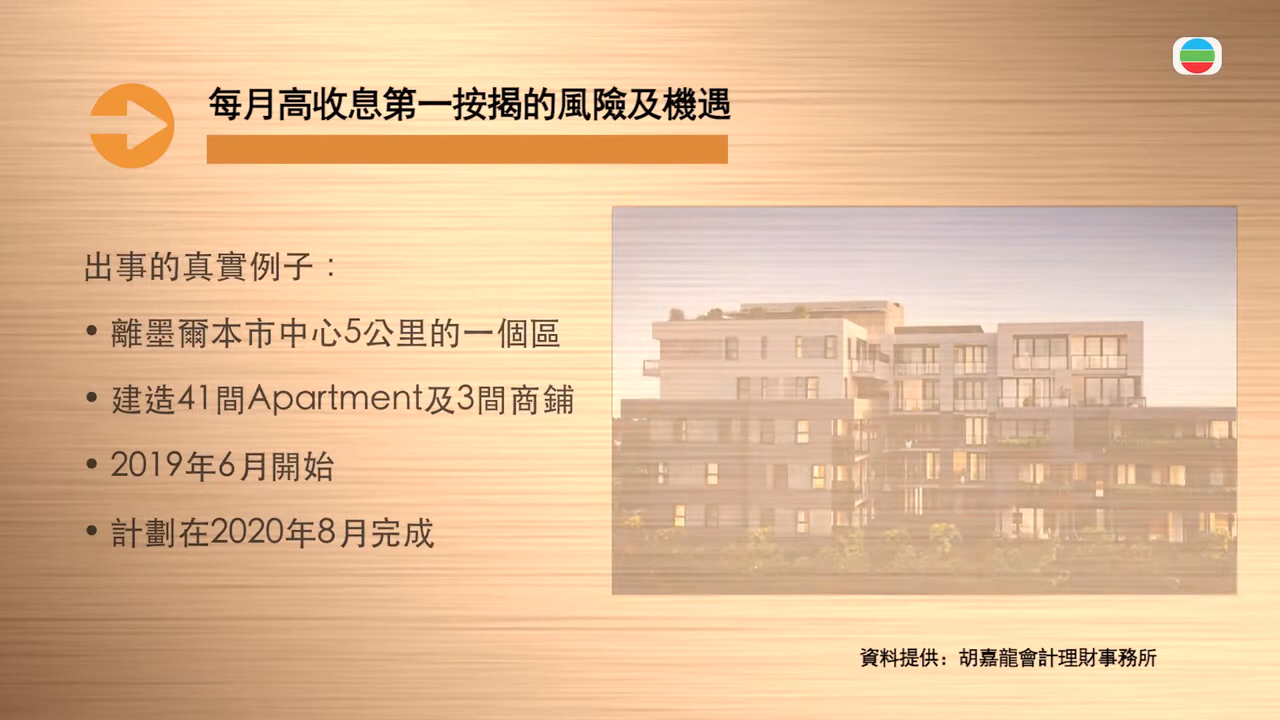 每月高收息第一按揭的風險及機遇
出事的真實例子：
• 離墨爾本市中心5公里的一個區
• 建造41間Apartment及3間商鋪
• 2019年6月開始
• 計劃在2020年8月完成
資料提供：胡嘉龍會計理財事務所